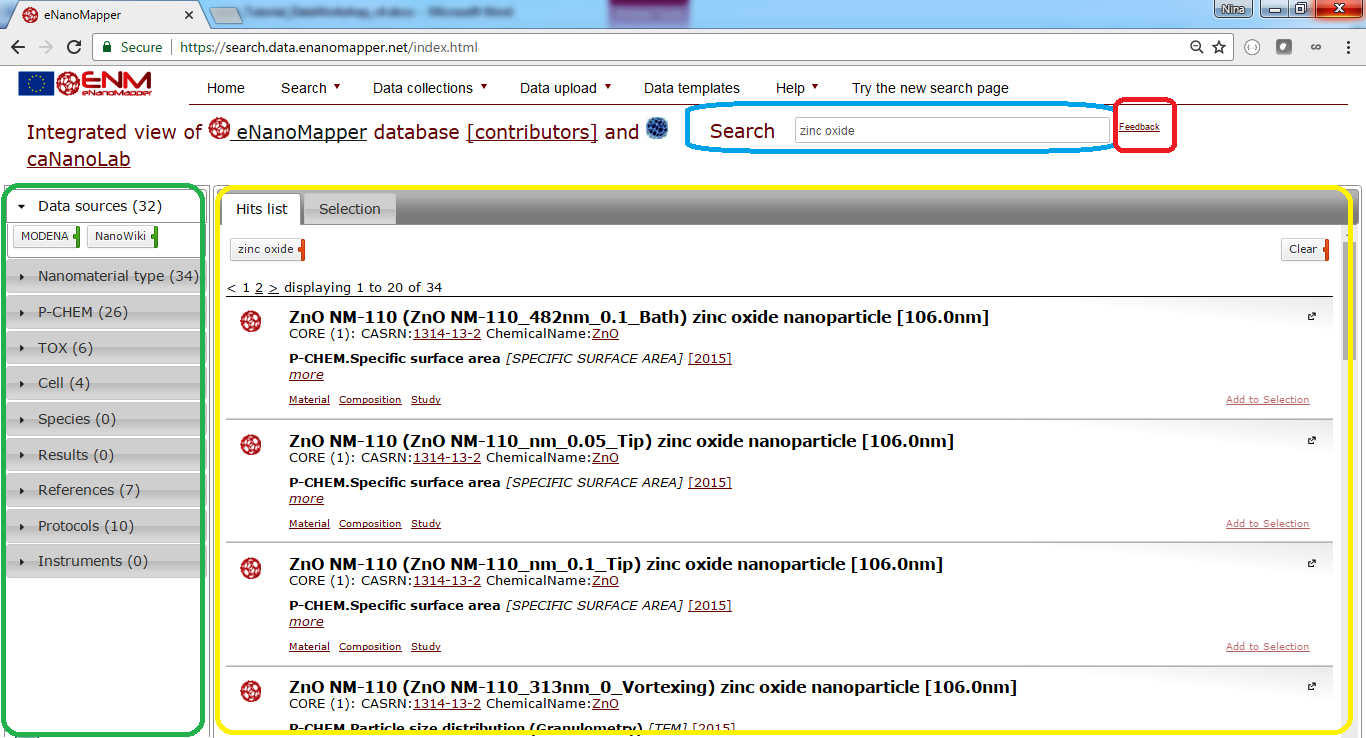 eNanoMapper
Tutorial_DataWorkshop_v4.docx - Microsoft Word
Nina
Secure
https://search.data.enanomapper.net/index.html
ENM
eNanoMapper
Home Search Data collections Data upload Data templates Help Try the new search page
Integrated view of eNanoMapper database [contributors] and
caNanoLab
Search zinc oxide Feedback
Data sources (32)
MODENA NanoWiki
Nanomaterial type (34)
P-CHEM (26)
TOX (6)
Cell (4)
Species (0)
Results (0)
References (7)
Protocols (10)
Instruments (0)
Hits list Selection
zinc oxide Clear
< 1 2 > displaying 1 to 20 of 34
ZnO NM-110 (ZnO NM-110_482nm_0.1_Bath) zinc oxide nanoparticle [106.0nm]
CORE (1): CASRN:1314-13-2 ChemicalName:ZnO
P-CHEM.Specific surface area [SPECIFIC SURFACE AREA] [2015]
more
Material Composition Study Add to Selection
ZnO NM-110 (ZnO NM-110_nm_0.05_Tip) zinc oxide nanoparticle [106.0nm]
CORE (1): CASRN:1314-13-2 ChemicalName:ZnO
P-CHEM.Specific surface area [SPECIFIC SURFACE AREA] [2015]
more
Material Composition Study Add to Selection
ZnO NM-110 (ZnO NM-110_nm_0.1_Tip) zinc oxide nanoparticle [106.0nm]
CORE (1): CASRN:1314-13-2 ChemicalName:ZnO
P-CHEM.Specific surface area [SPECIFIC SURFACE AREA] [2015]
more
Material Composition Study Add to Selection
ZnO NM-110 (ZnO NM-110_313nm_0_Vortexing) zinc oxide nanoparticle [106.0nm]
CORE (1): CASRN:1314-13-2 ChemicalName:ZnO
P-CHEM.Particle size distribution (Granulometry) [TEM] [2015]